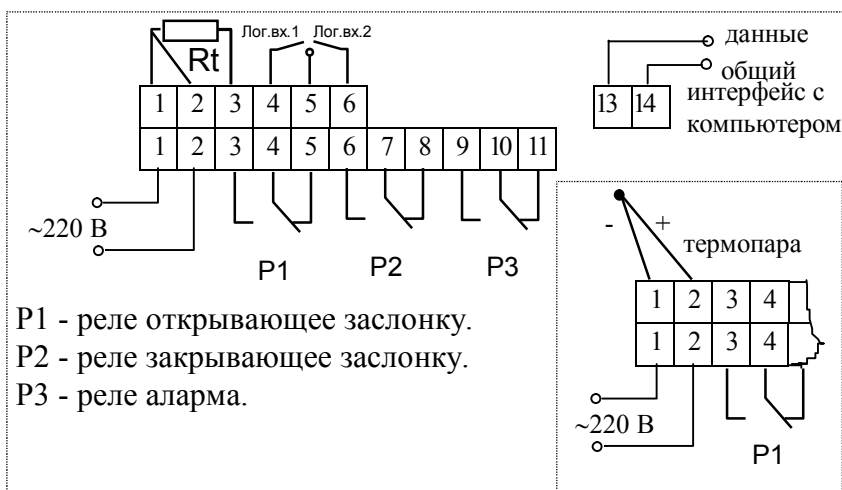 Лог.вх.1 Лог.вх.2
Rt
1 2 3 4 5 6
1 2 3 4 5 6 7 8 9 10 11
~220 В
P1 P2 P3
данные
общий
13 14
интерфейс с
компьютером
- +
термопара
1 2 3 4
1 2 3 4
~220 В
P1
P1 - реле открывающее заслонку.
P2 - реле закрывающее заслонку.
P3 - реле аларма.